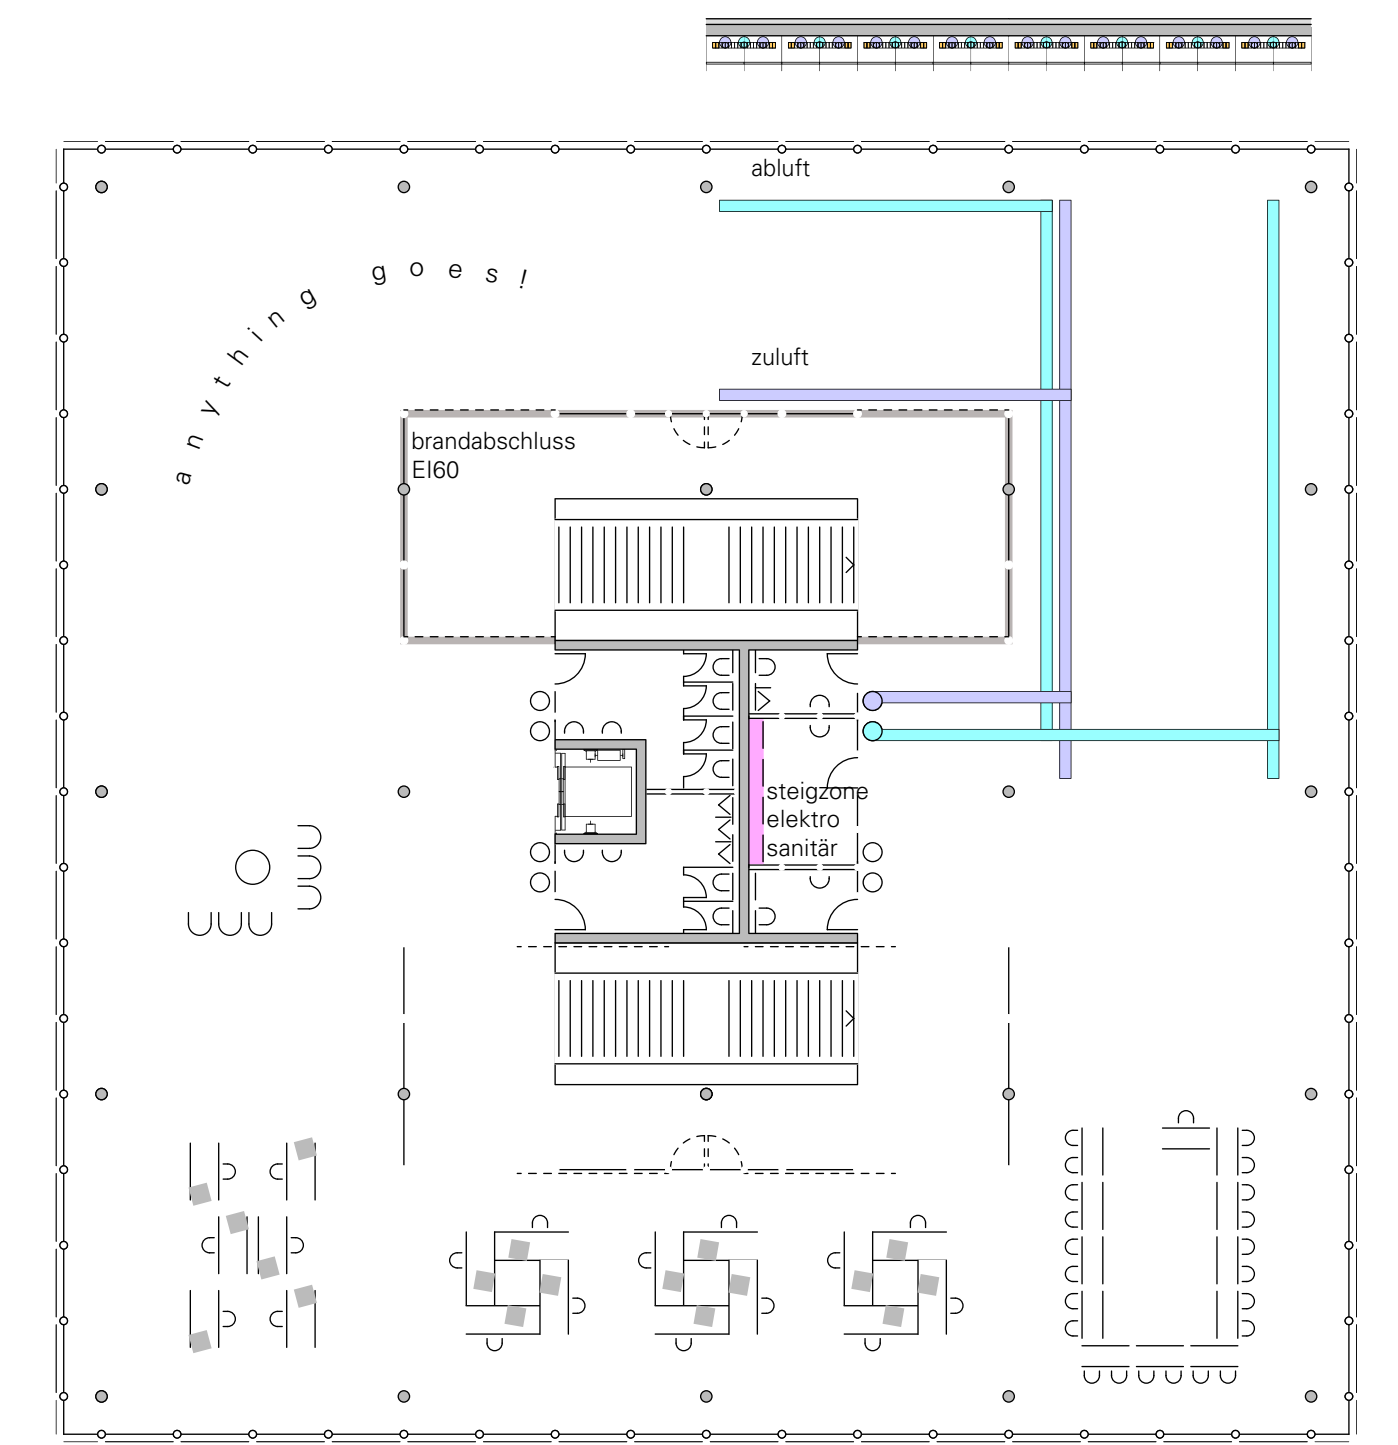 abluft
anything goes!
zuluft
brandabschluss
EI60
steigzone
elektro
sanitär